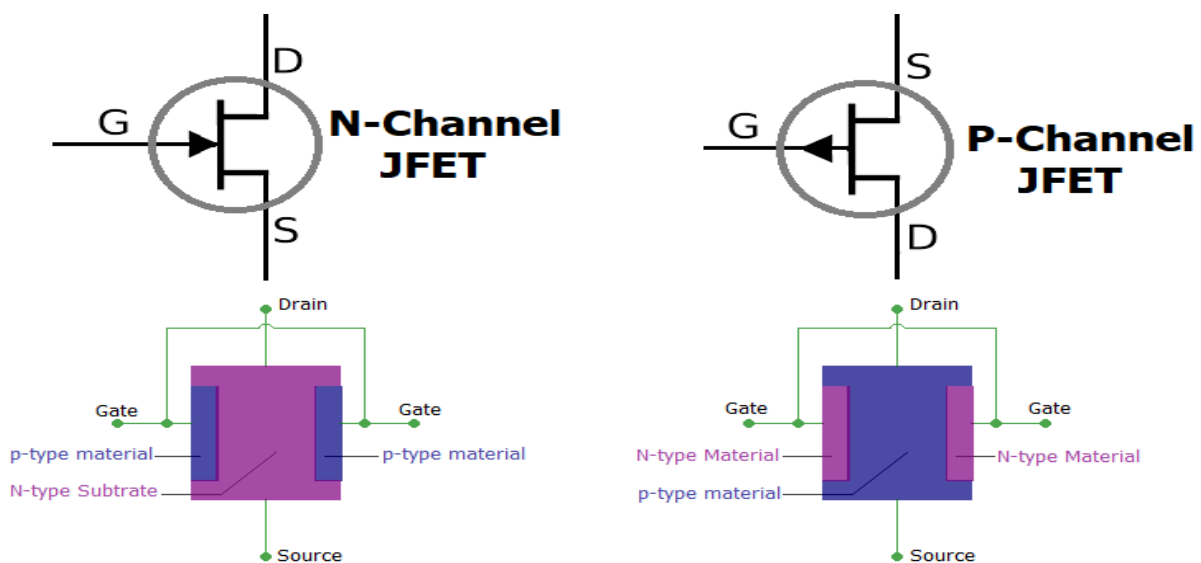 D
G
N-Channel
JFET
S
S
G
P-Channel
JFET
D
Drain
Gate
Gate
p-type material
p-type material
N-type Subtrate
Source
Drain
Gate
Gate
N-type Material
N-type Material
p-type material
Source